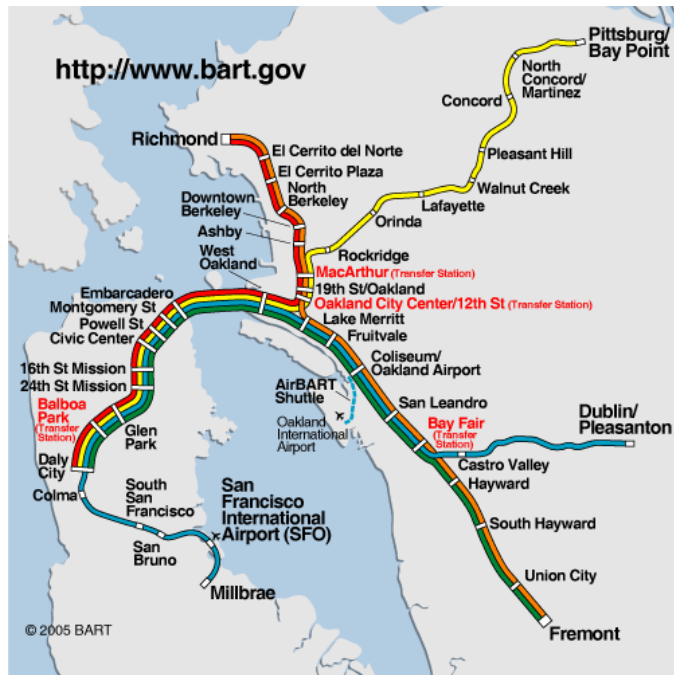 http://www.bart.gov
Pittsburg/
Bay Point
North
Concord/
Martinez
Concord
Pleasant Hill
Walnut Creek
Lafayette
Orinda
Rockridge
Richmond
El Cerrito del Norte
El Cerrito Plaza
North
Berkeley
Downtown
Berkeley
Ashby
West
Oakland
MacArthur (Transfer Station)
19th St/Oakland
Oakland City Center/12th St (Transfer Station)
Lake Merritt
Fruitvale
Coliseum/
Oakland Airport
AirBART
Shuttle
Oakland
International
Airport
San Leandro
Bay Fair
(Transfer
Station)
Dublin/
Pleasanton
Castro Valley
Hayward
South Hayward
Union City
Fremont
Embarcadero
Montgomery St
Powell St
Civic Center
16th St Mission
24th St Mission
Balboa
Park
(Transfer
Station)
Glen
Park
Daly
City
Colma
South
San
Francisco
San
Bruno
San
Francisco
International
Airport (SFO)
Millbrae
© 2005 BART